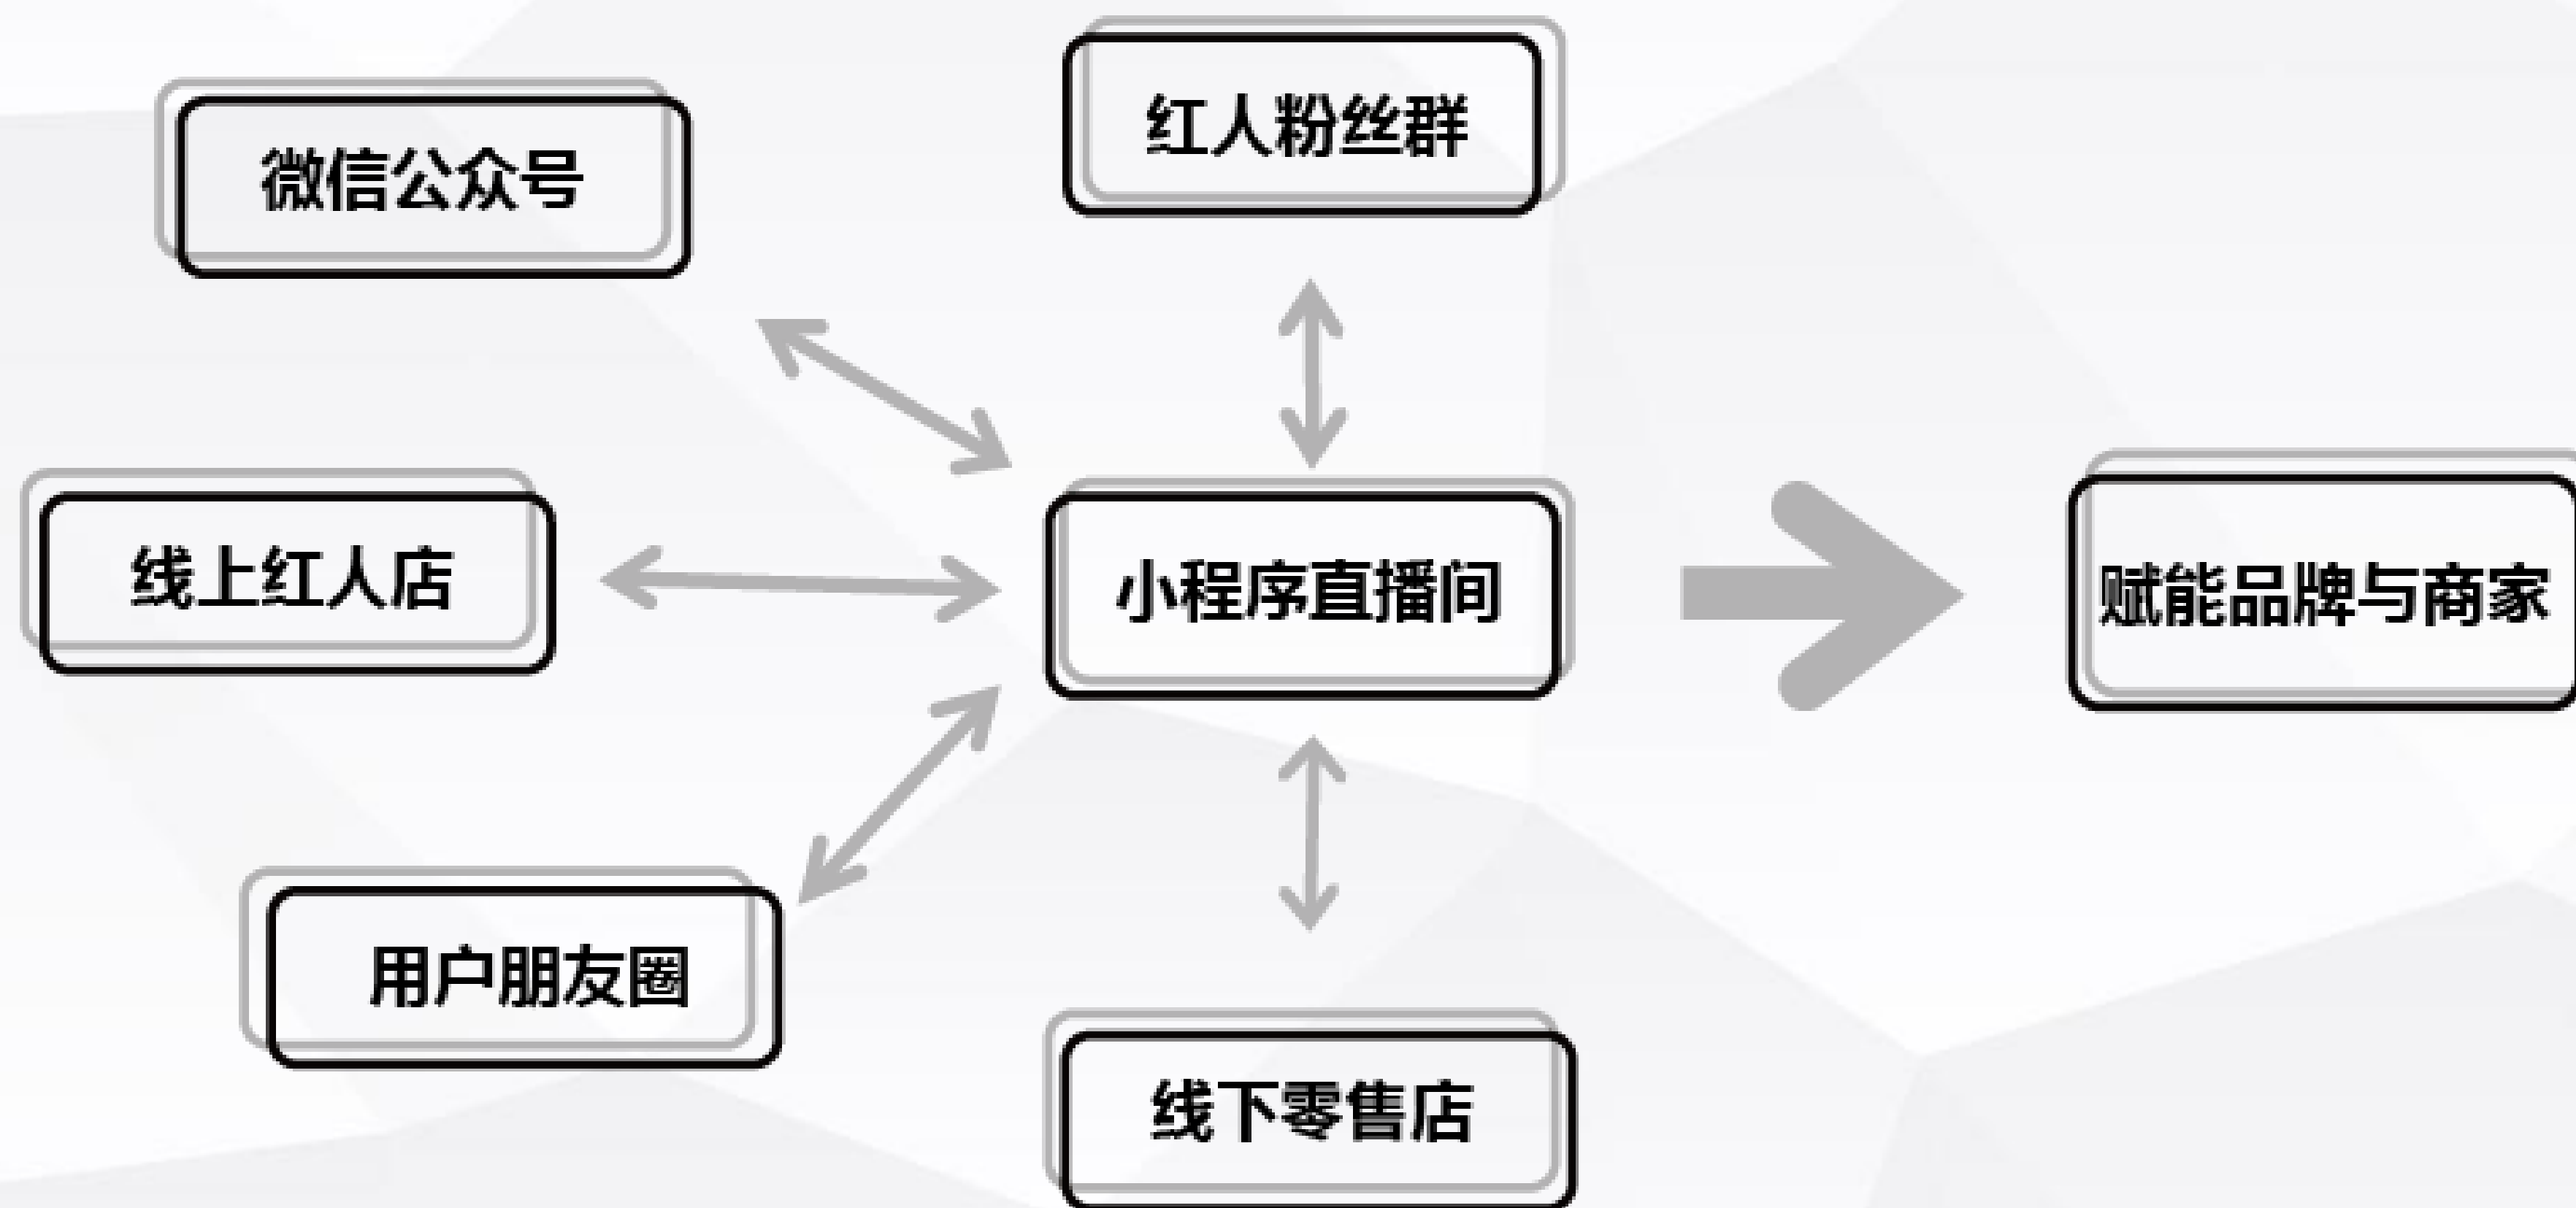 红人粉丝群
微信公众号
线上红人店
小程序直播间
赋能品牌与商家
用户朋友圈
线下零售店